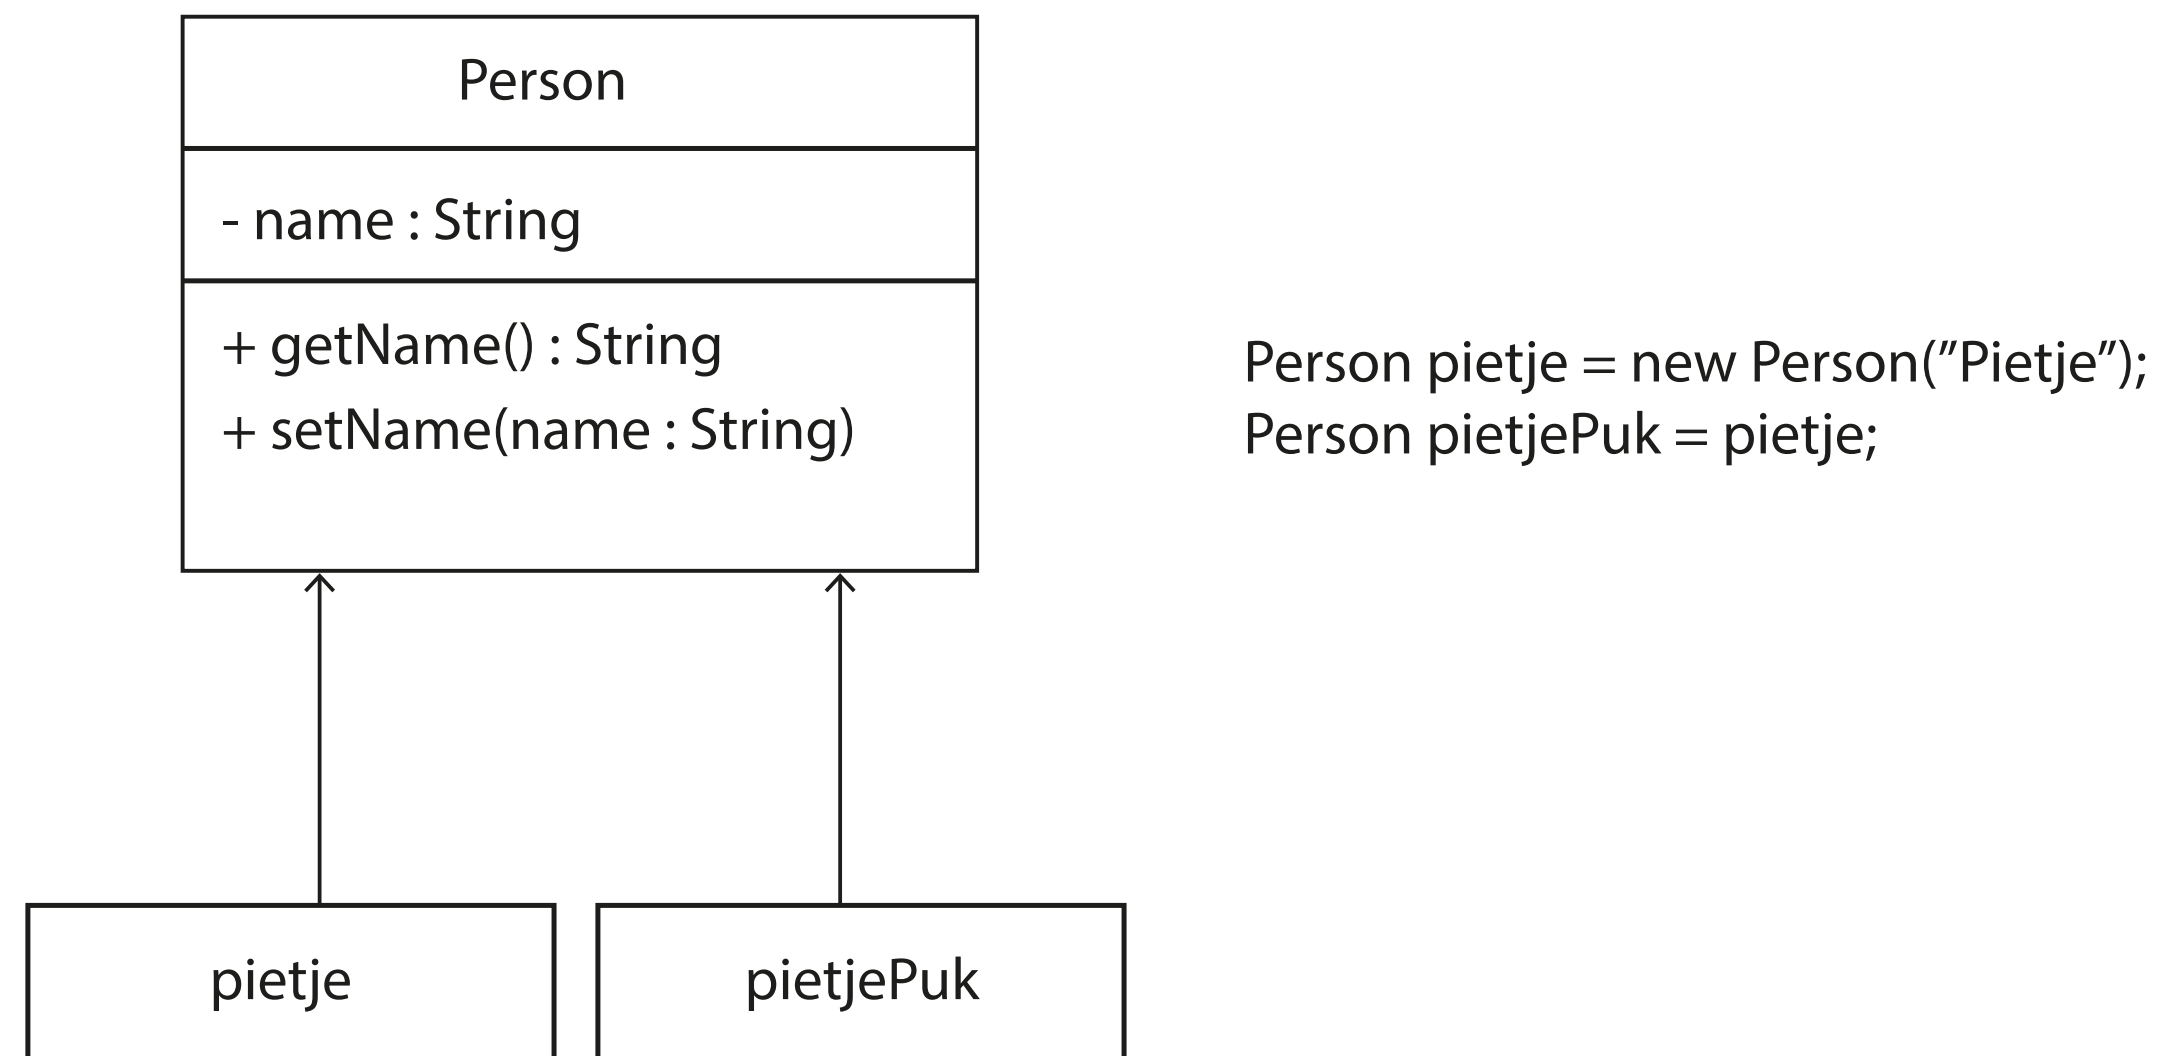 Person
- name : String
+ getName() : String
+ setName(name : String)
Person pietje = new Person(”Pietje”);
Person pietjePuk = pietje;
pietje
pietjePuk